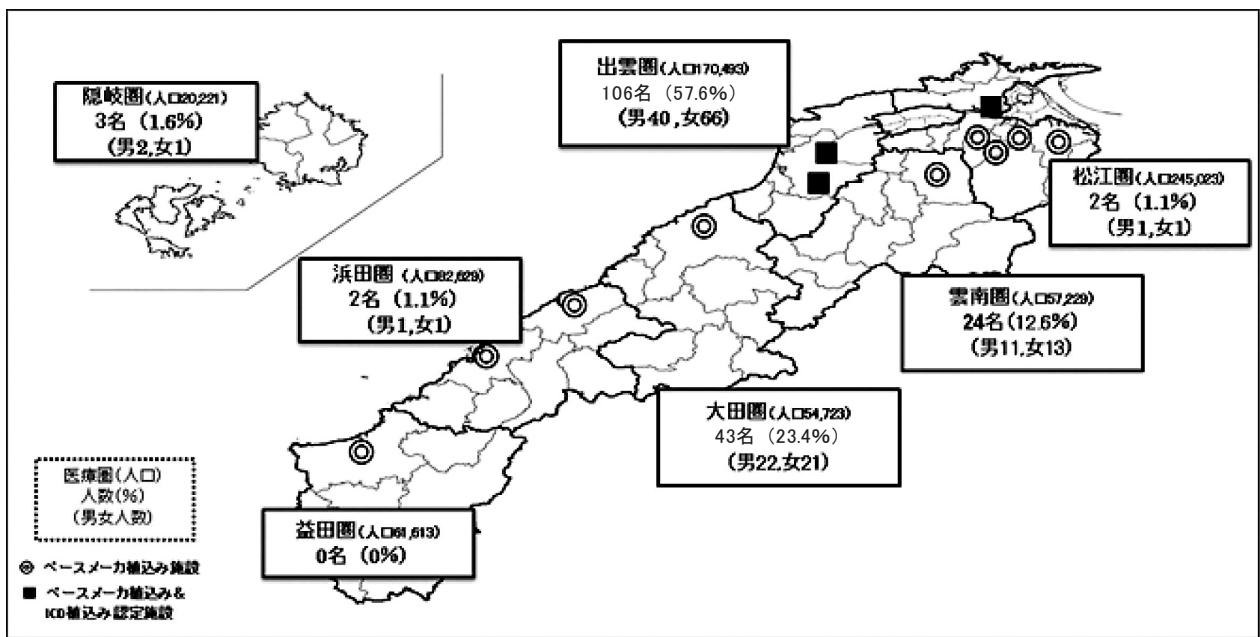 隠岐圏(人口20,221)
3名 (1.6%)
(男2,女1)
出雲圏(人口170,493)
106名 (57.6%)
(男40,女66)
松江圏(人口245,023)
2名 (1.1%)
(男1,女1)
浜田圏(人口82,629)
2名 (1.1%)
(男1,女1)
雲南圏(人口57,229)
24名(12.6%)
(男11,女13)
大田圏(人口54,723)
43名 (23.4%)
(男22,女21)
益田圏(人口61,613)
0名 (0%)
医療圏(人口)
人数(%)
(男女人数)
◎ ペースメーカ植込み施設
■ ペースメーカ植込み&
ICD植込み認定施設